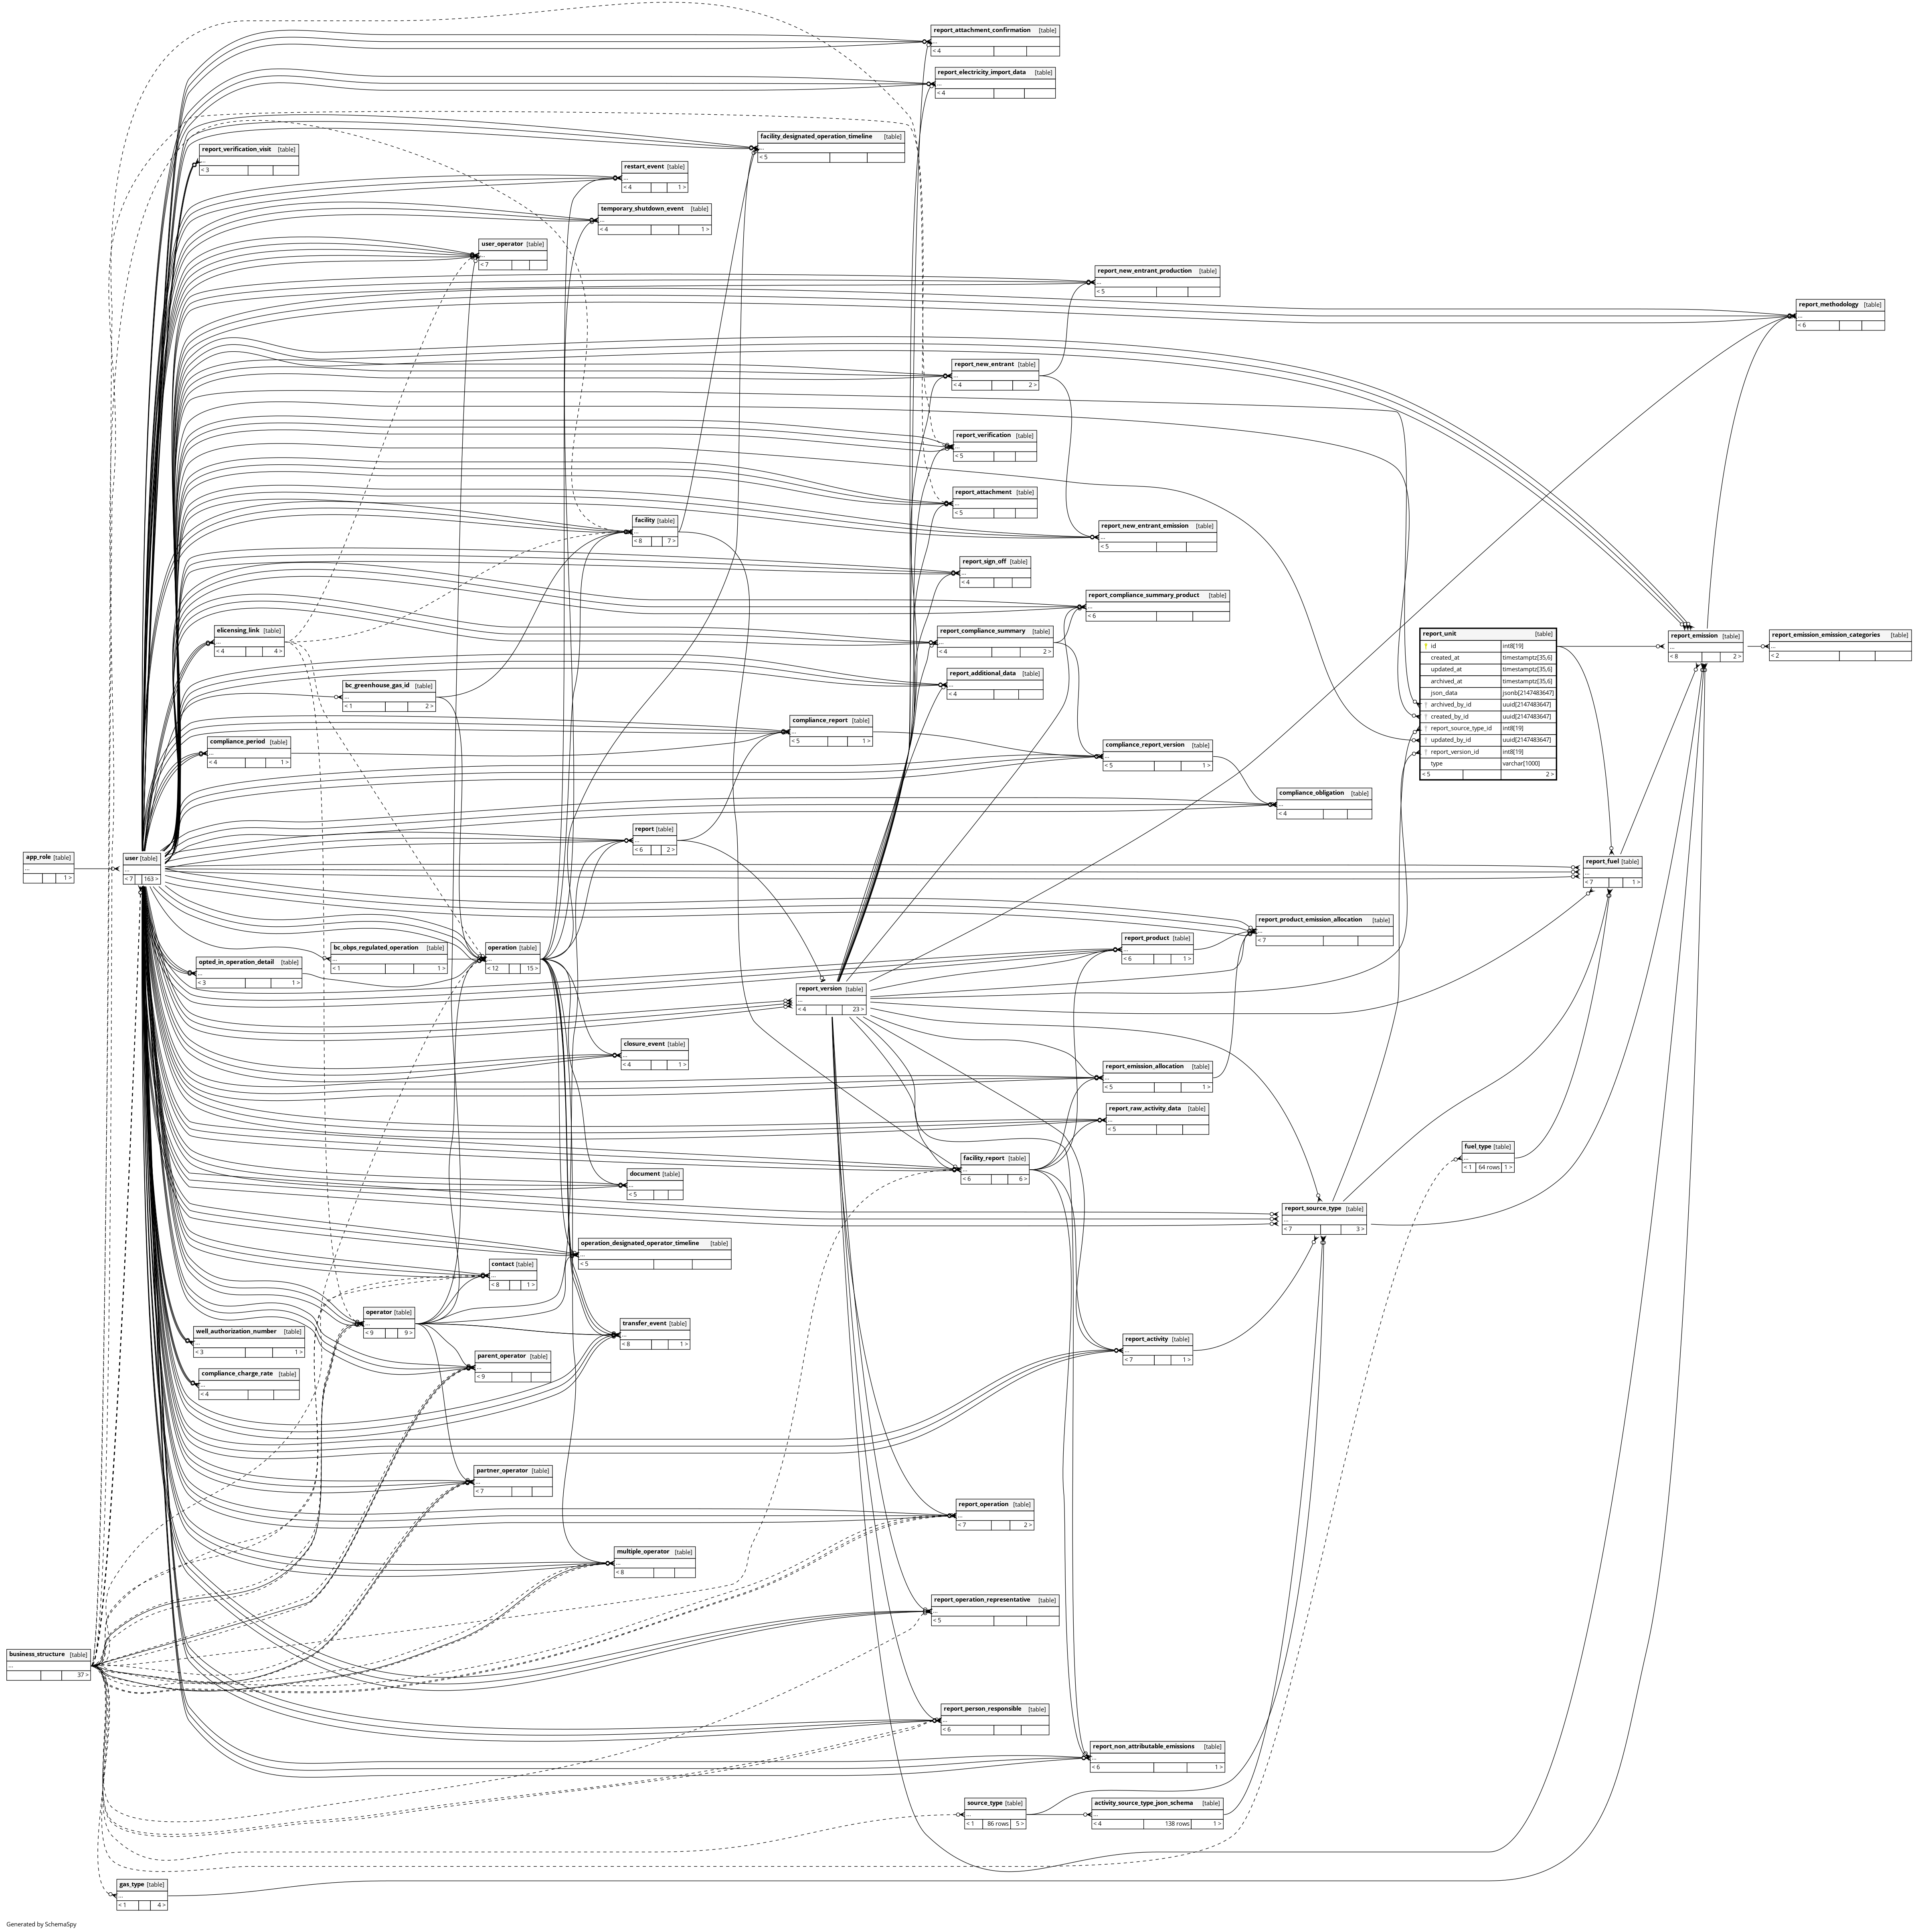 report_attachment_confirmation [table]
...
< 4
report_electricity_import_data [table]
...
< 4
facility_designated_operation_timeline [table]
...
< 5
report_verification_visit [table]
...
< 3
restart_event [table]
...
< 4 1 >
temporary_shutdown_event [table]
...
< 4 1 >
user_operator [table]
...
< 7
report_new_entrant_production [table]
...
< 5
report_methodology [table]
...
< 6
report_new_entrant [table]
...
< 4 2 >
report_verification [table]
...
< 5
report_attachment [table]
...
< 5
facility [table]
...
< 8 7 >
report_new_entrant_emission [table]
...
< 5
report_sign_off [table]
...
< 4
report_compliance_summary_product [table]
...
< 6
elicensing_link [table]
...
< 4 4 >
report_compliance_summary [table]
...
< 4 2 >
report_unit [table]
id int8[19]
created_at timestamptz[35,6]
updated_at timestamptz[35,6]
archived_at timestamptz[35,6]
json_data jsonb[2147483647]
archived_by_id uuid[2147483647]
created_by_id uuid[2147483647]
report_source_type_id int8[19]
updated_by_id uuid[2147483647]
report_version_id int8[19]
type varchar[1000]
< 5 2 >
report_emission [table]
...
< 8 2 >
report_emission_emission_categories [table]
...
< 2
report_additional_data [table]
...
< 4
bc_greenhouse_gas_id [table]
...
< 1 2 >
compliance_report [table]
...
< 5 1 >
compliance_period [table]
...
< 4 1 >
compliance_report_version [table]
...
< 5 1 >
compliance_obligation [table]
...
< 4
report [table]
...
< 6 2 >
app_role [table]
...
1 >
user [table]
...
< 7 163 >
report_fuel [table]
...
< 7 1 >
report_product_emission_allocation [table]
...
< 7
report_product [table]
...
< 6 1 >
bc_obps_regulated_operation [table]
...
< 1 1 >
operation [table]
...
< 12 15 >
opted_in_operation_detail [table]
...
< 3 1 >
report_version [table]
...
< 4 23 >
closure_event [table]
...
< 4 1 >
report_emission_allocation [table]
...
< 5 1 >
report_raw_activity_data [table]
...
< 5
fuel_type [table]
...
< 1 64 rows 1 >
facility_report [table]
...
< 6 6 >
document [table]
...
< 5
report_source_type [table]
...
< 7 3 >
operation_designated_operator_timeline [table]
...
< 5
contact [table]
...
< 8 1 >
operator [table]
...
< 9 9 >
transfer_event [table]
...
< 8 1 >
well_authorization_number [table]
...
< 3 1 >
report_activity [table]
...
< 7 1 >
parent_operator [table]
...
< 9
compliance_charge_rate [table]
...
< 4
partner_operator [table]
...
< 7
report_operation [table]
...
< 7 2 >
multiple_operator [table]
...
< 8
report_operation_representative [table]
...
< 5
business_structure [table]
...
37 >
report_person_responsible [table]
...
< 6
report_non_attributable_emissions [table]
...
< 6 1 >
source_type [table]
...
< 1 86 rows 5 >
activity_source_type_json_schema [table]
...
< 4 138 rows 1 >
gas_type [table]
...
< 1 4 >
Generated by SchemaSpy